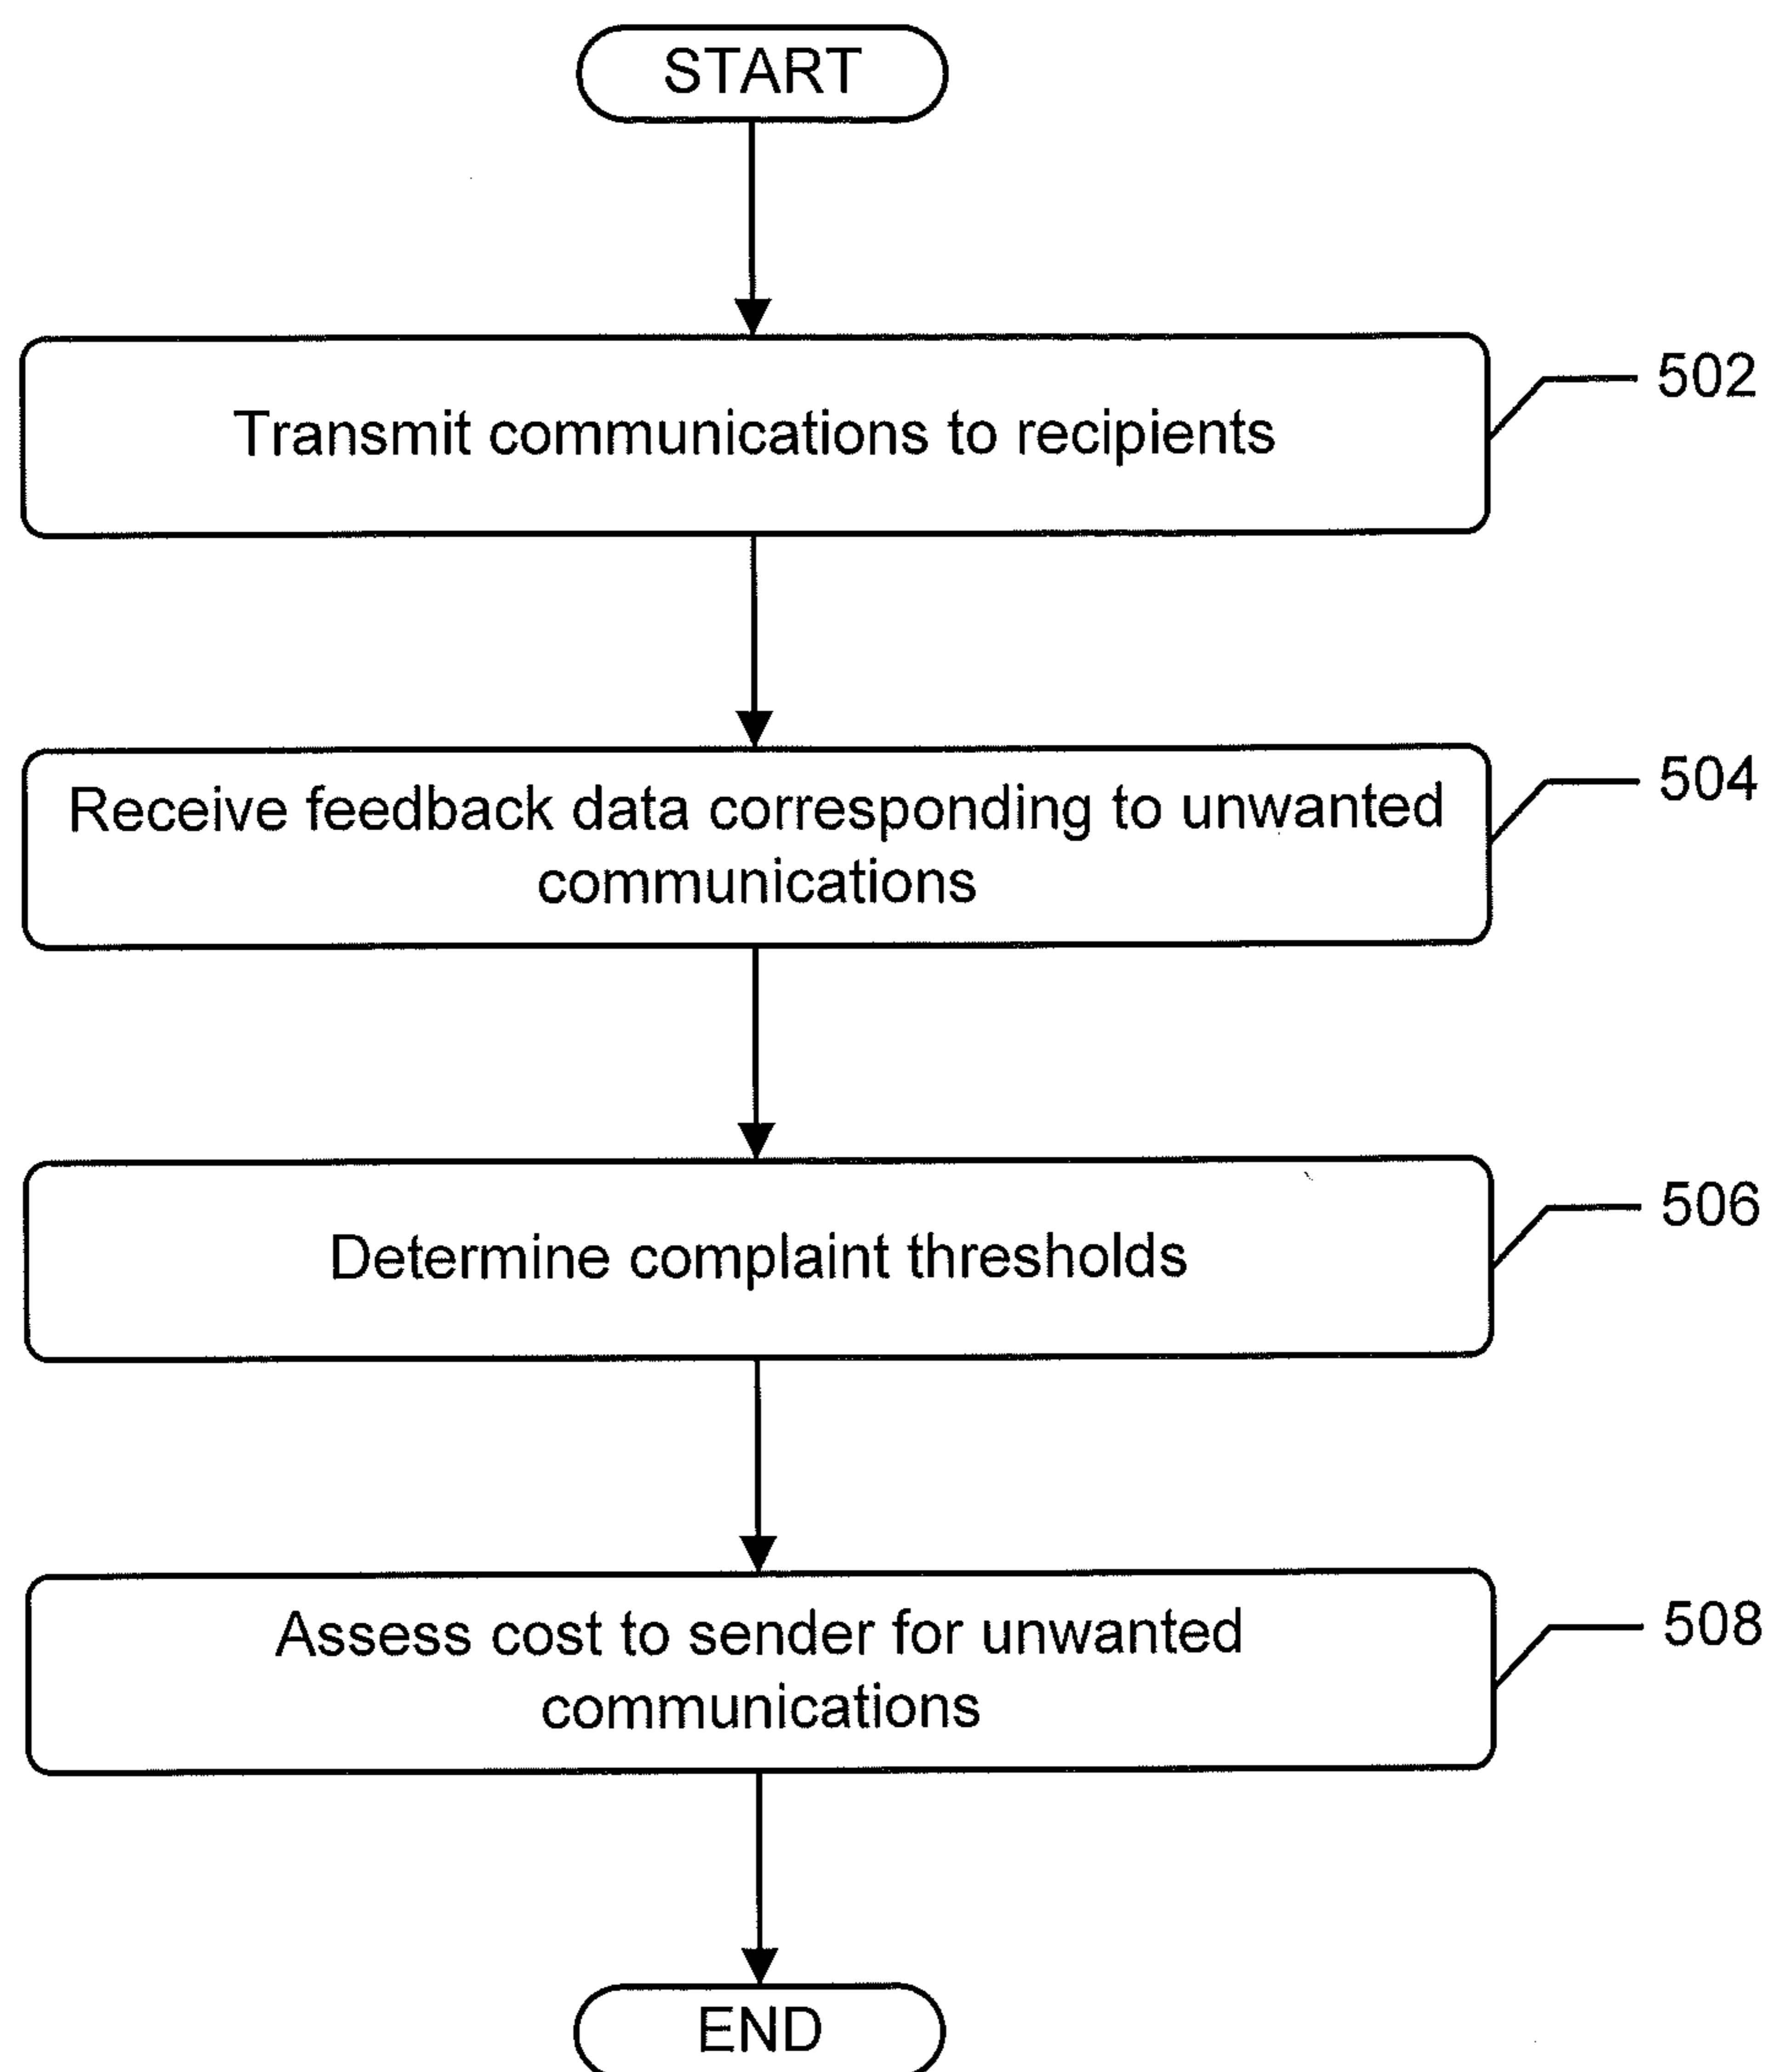 START
Transmit communications to recipients
502
Receive feedback data corresponding to unwanted
communications
504
Determine complaint thresholds
506
Assess cost to sender for unwanted
communications
508
END